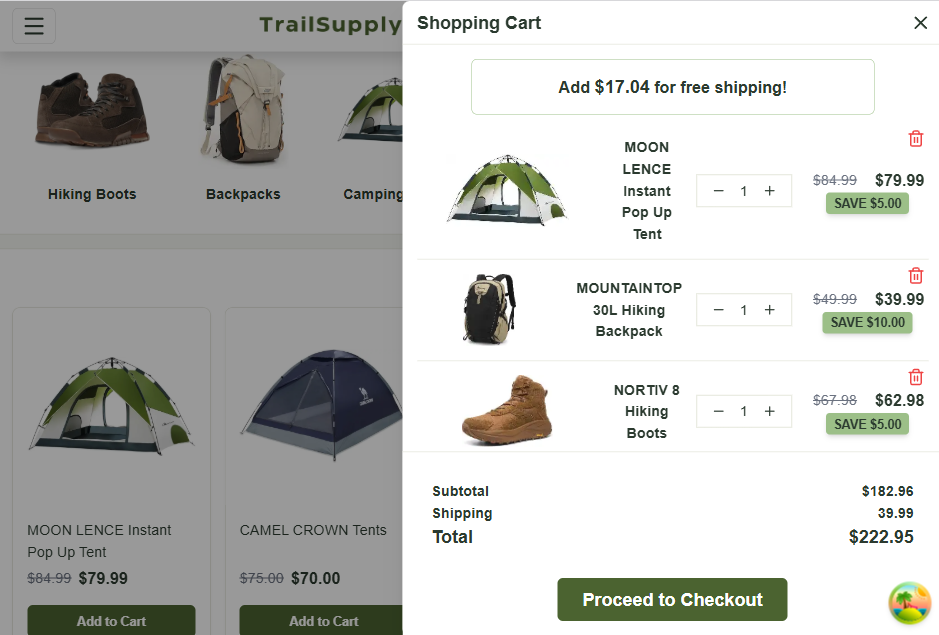 TrailSupply
Shopping Cart
Add $17.04 for free shipping!
Hiking Boots
Backpacks
Camping
MOON
LENCE
Instant
Pop Up
Tent
1
$84.99 $79.99
SAVE $5.00
MOUNTAINTOP
30L Hiking
Backpack
1
$49.99 $39.99
SAVE $10.00
NORTIV 8
Hiking
Boots
1
$67.98 $62.98
SAVE $5.00
MOON LENCE Instant
Pop Up Tent
$84.99 $79.99
Add to Cart
CAMEL CROWN Tents
$75.00 $70.00
Add to Cart
Subtotal $182.96
Shipping 39.99
Total $222.95
Proceed to Checkout